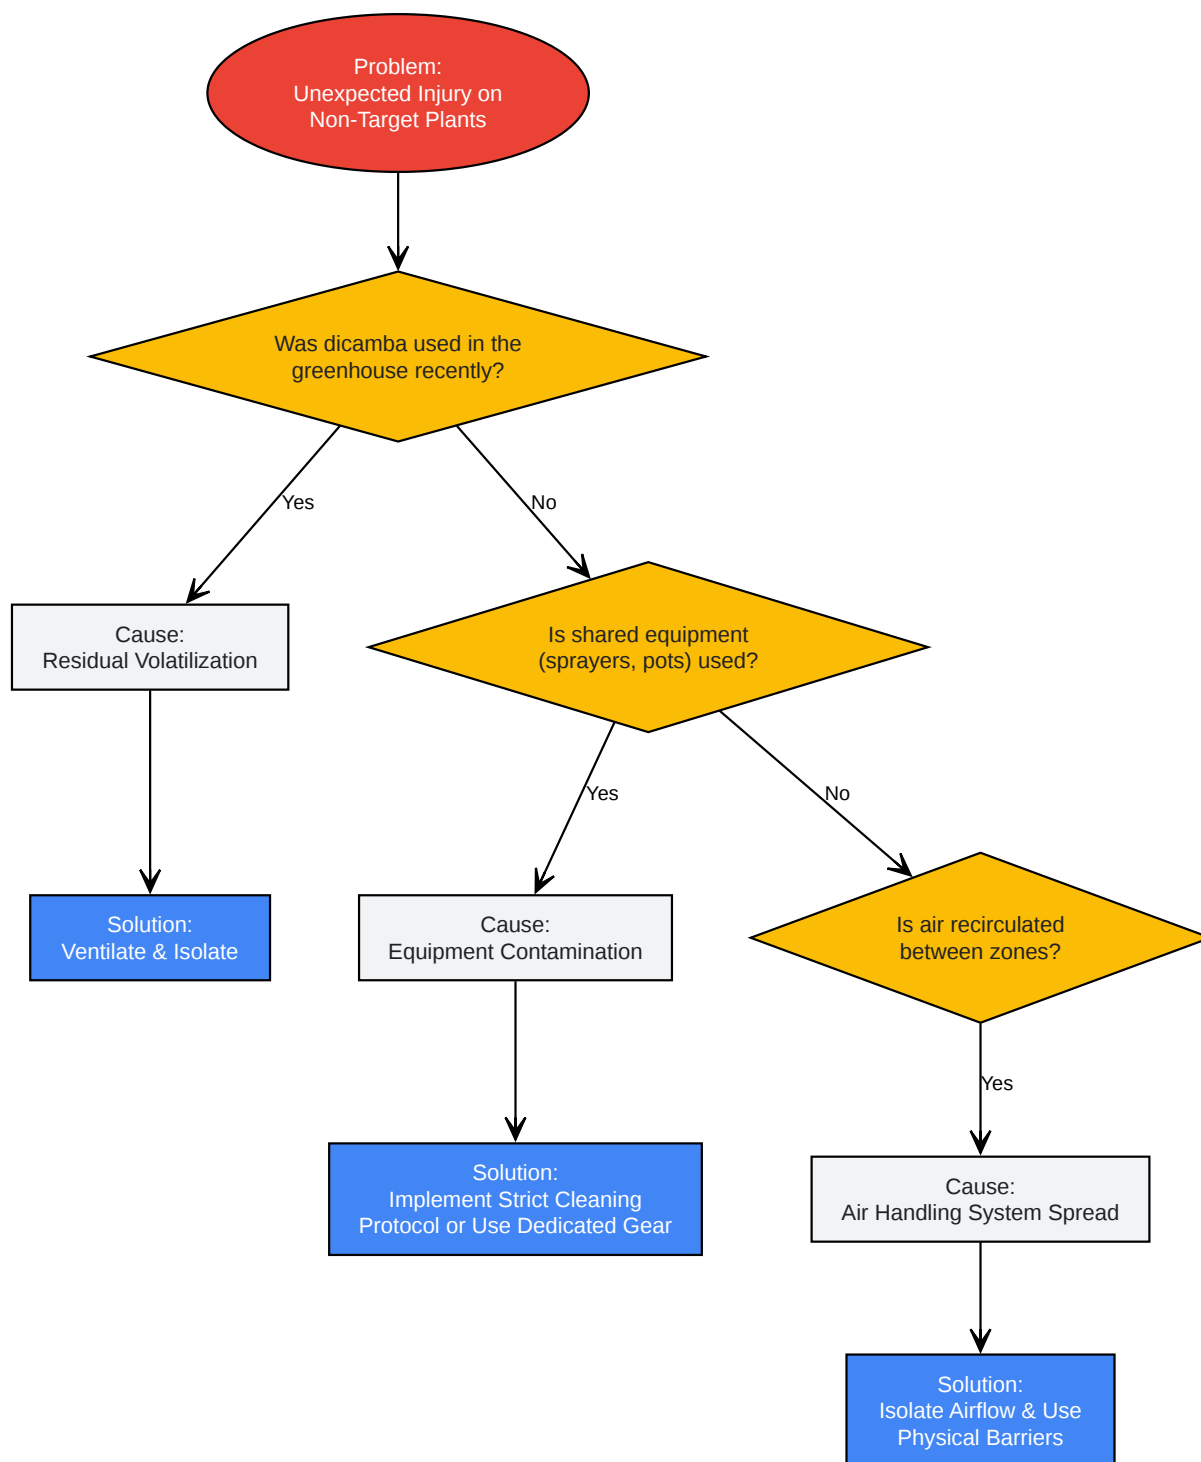 Problem:
Unexpected Injury on
Non-Target Plants
Was dicamba used in the
greenhouse recently?
Yes
No
Cause:
Residual Volatilization
Is shared equipment
(sprayers, pots) used?
Yes
No
Solution:
Ventilate & Isolate
Cause:
Equipment Contamination
Is air recirculated
between zones?
Yes
Solution:
Implement Strict Cleaning
Protocol or Use Dedicated Gear
Cause:
Air Handling System Spread
Solution:
Isolate Airflow & Use
Physical Barriers